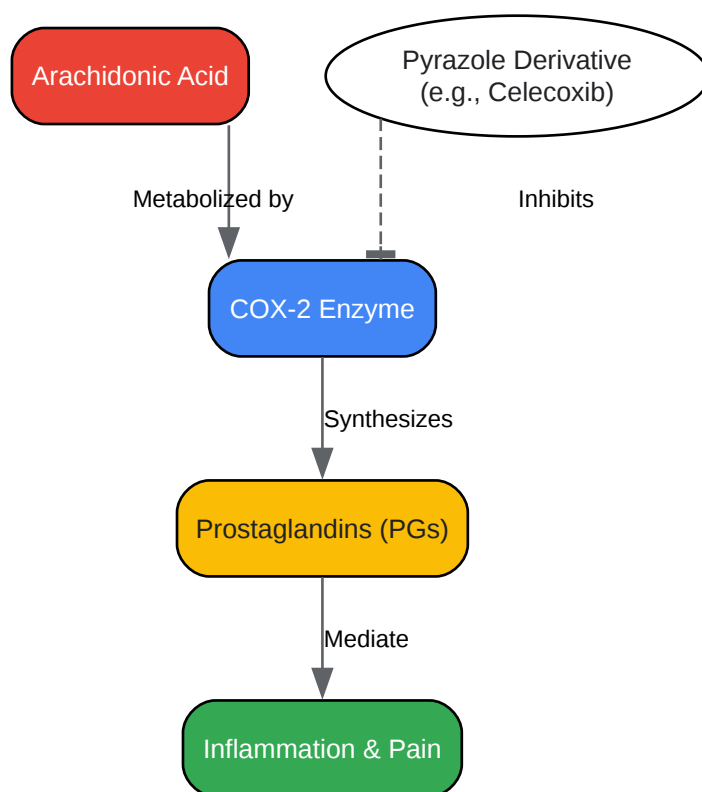 Arachidonic Acid
Pyrazole Derivative
(e.g., Celecoxib)
Metabolized by
Inhibits
COX-2 Enzyme
Synthesizes
Prostaglandins (PGs)
Mediate
Inflammation & Pain